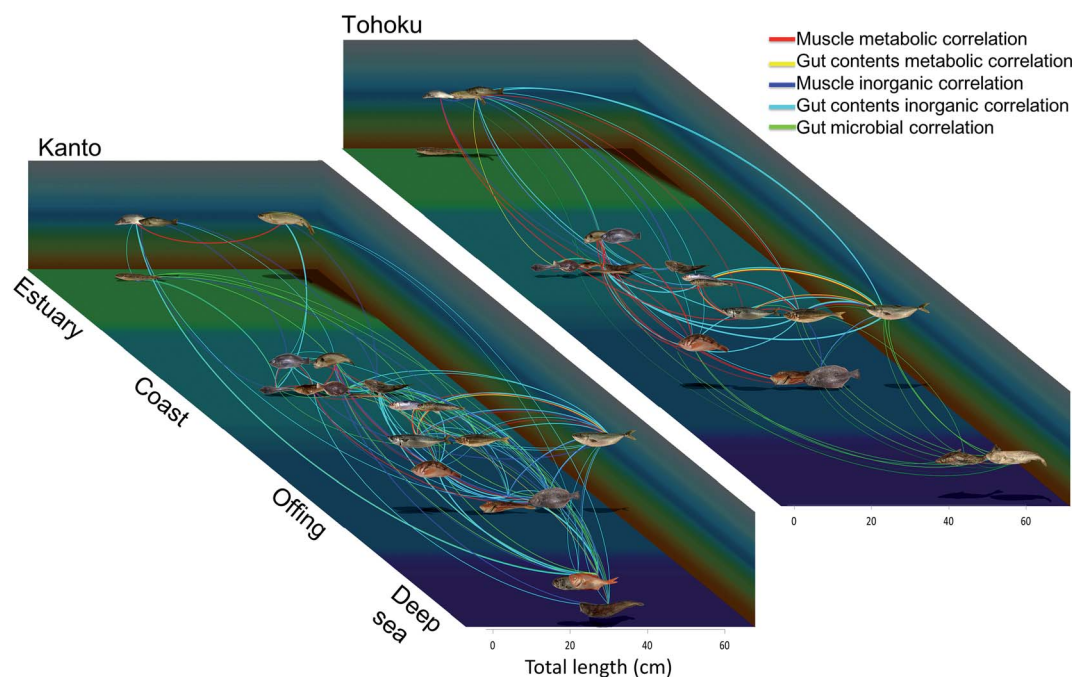 Tohoku
Muscle metabolic correlation
Gut contents metabolic correlation
Muscle inorganic correlation
Gut contents inorganic correlation
Gut microbial correlation
Kanto
Estuary
Coast
Offing
Deep
sea
0 20 40 60
0 20 40 60
Total length (cm)